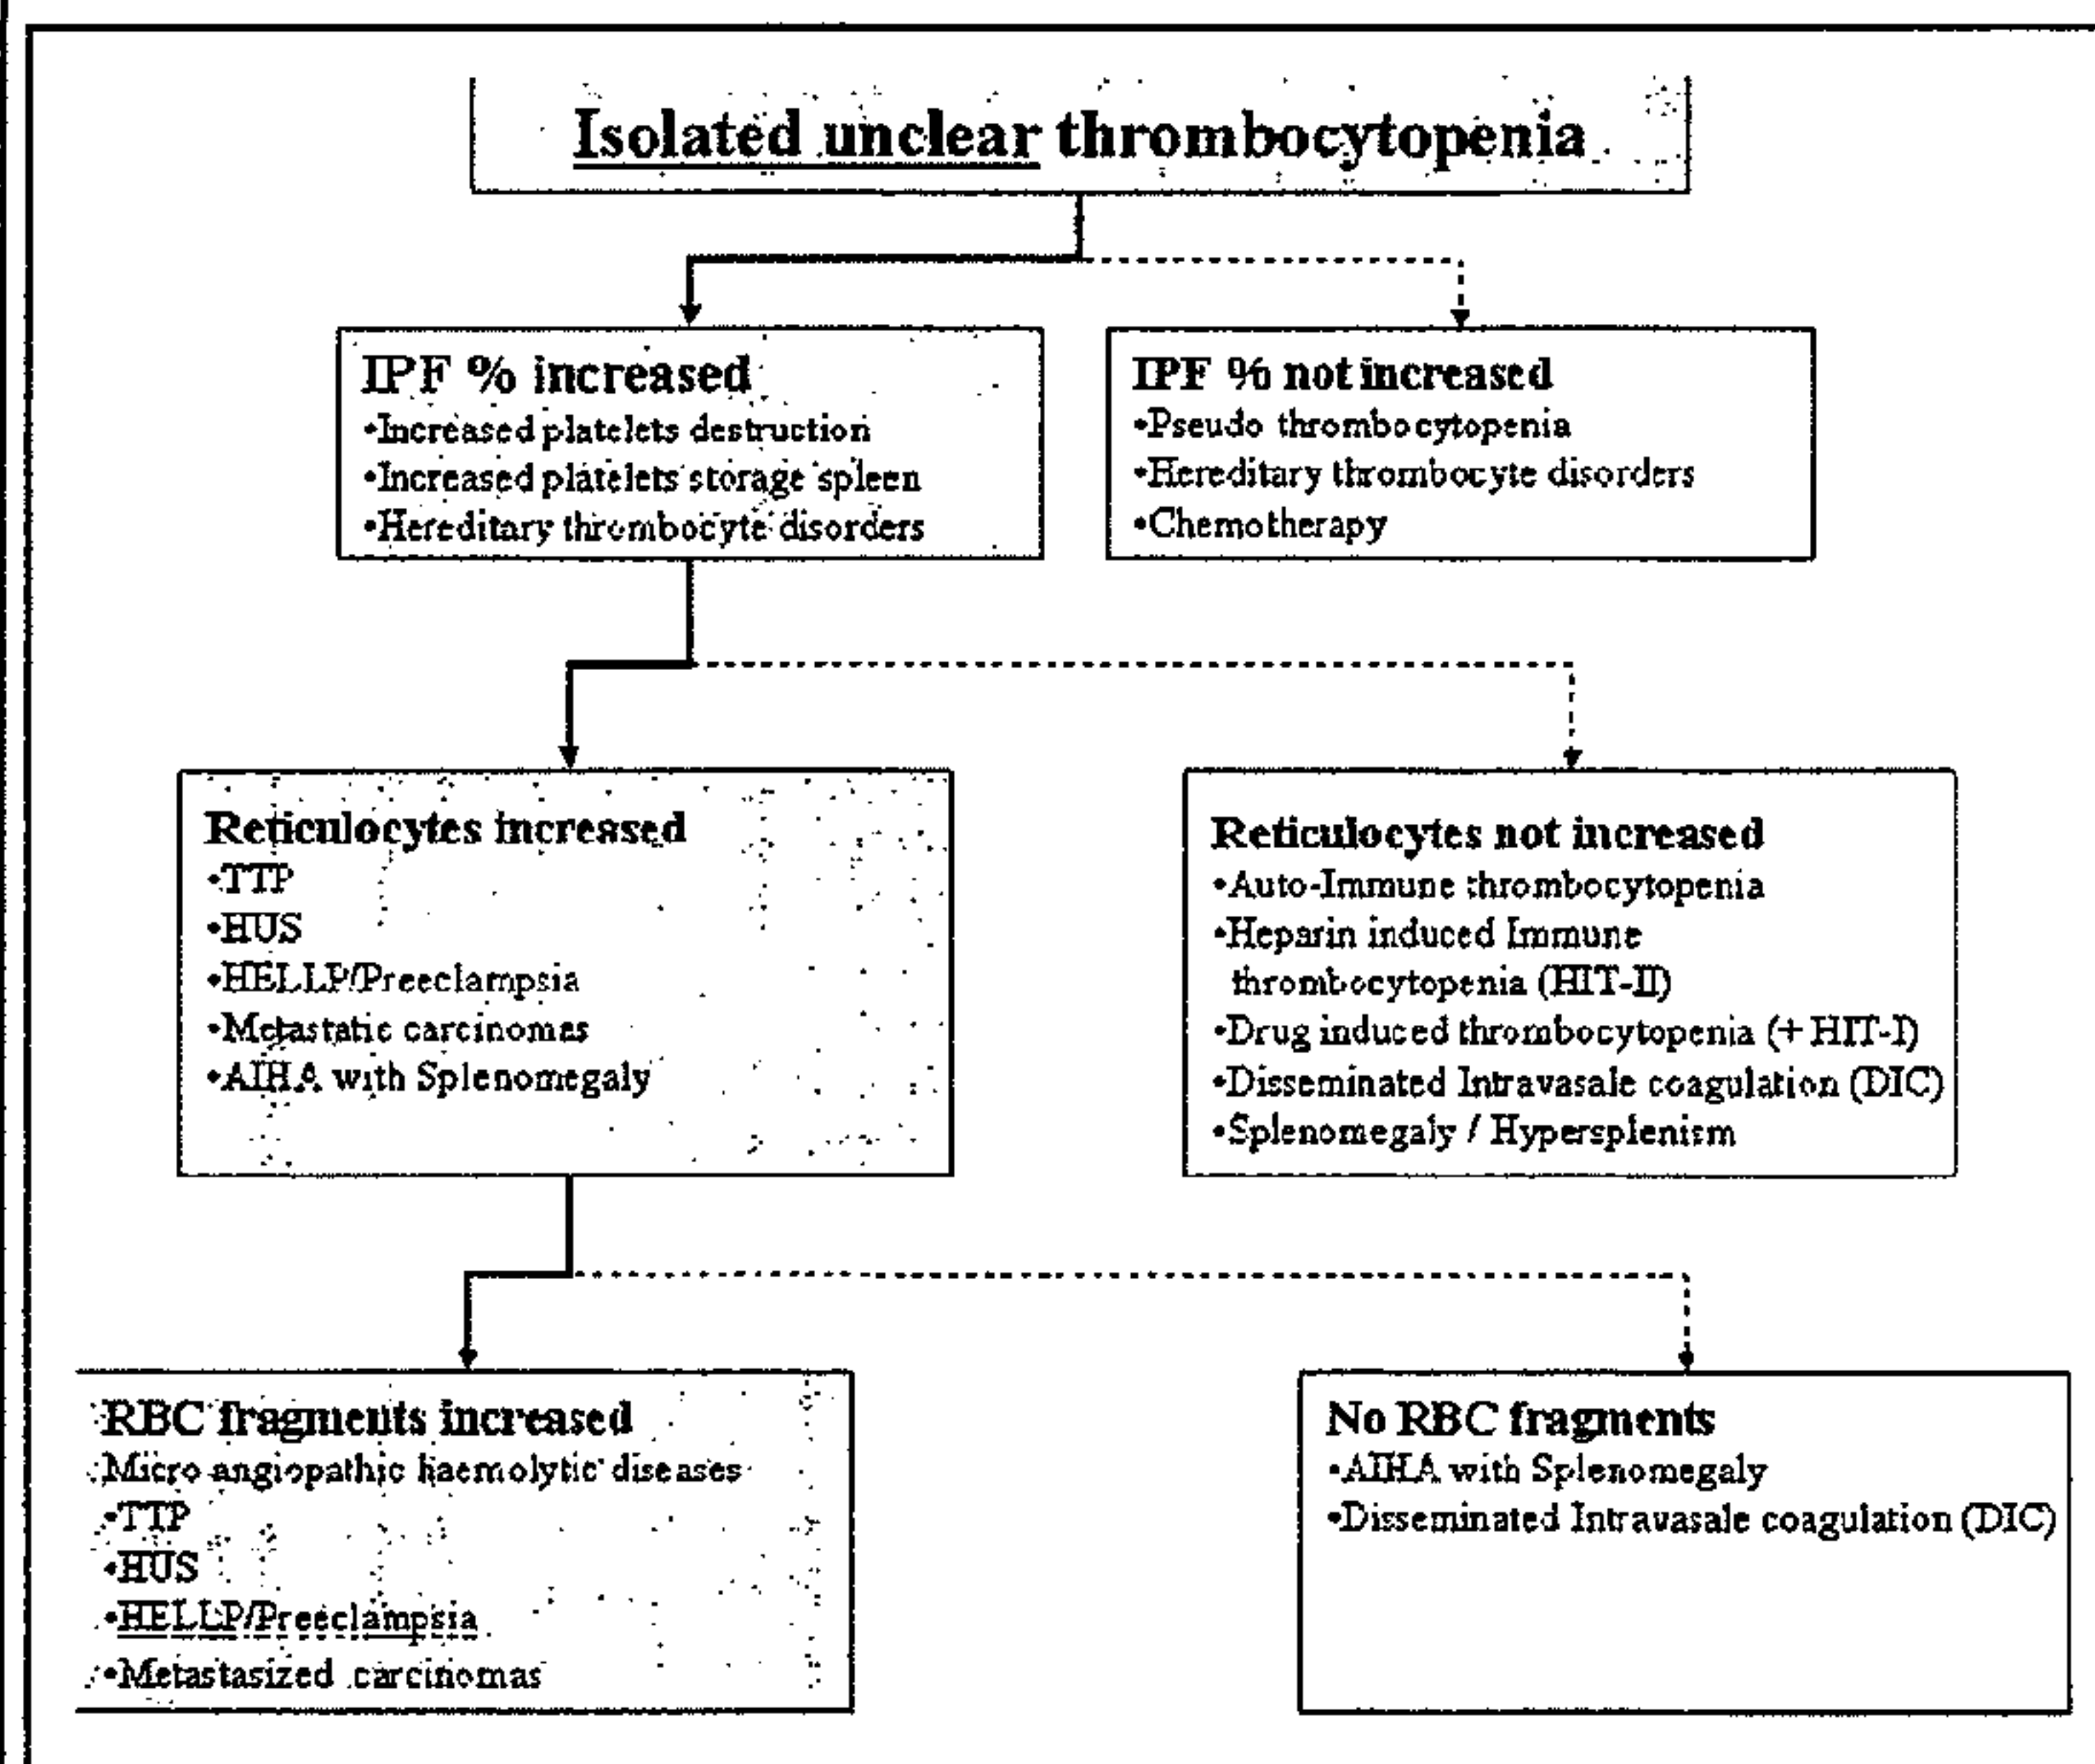 Isolated unclear thrombocytopenia
IPF % increased
•Increased platelets destruction
•Increased platelets storage spleen
•Hereditary thrombocyte disorders
IPF % not increased
•Pseudo thrombocytopenia
•Hereditary thrombocyte disorders
•Chemotherapy
Reticulocytes increased
•TTP
•HUS
•HELLP/Preeclampsia
•Metastatic carcinomas
•AIHA with Splenomegaly
Reticulocytes not increased
•Auto-Immune thrombocytopenia
•Heparin induced Immune
thrombocytopenia (HIT-II)
•Drug induced thrombocytopenia (+ HIT-I)
•Disseminated Intravasale coagulation (DIC)
•Splenomegaly / Hypersplenism
RBC fragments increased
Micro angiopathic haemolytic diseases
•TTP
•HUS
•HELLP/Preeclampsia
•Metastasized carcinomas
No RBC fragments
•AIHA with Splenomegaly
•Disseminated Intravasale coagulation (DIC)